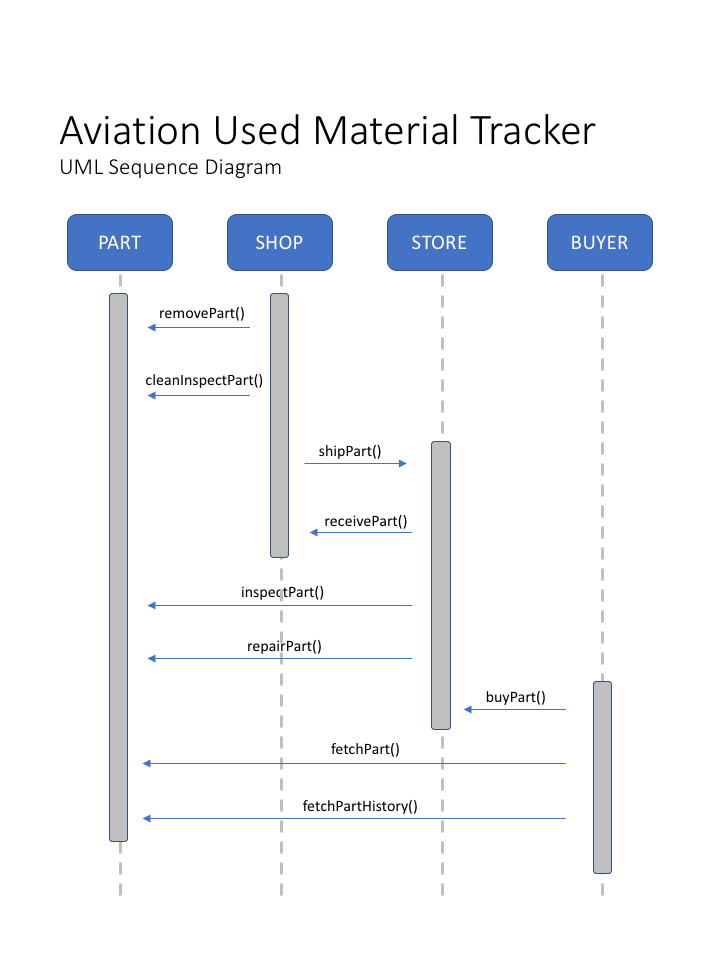 Aviation Used Material Tracker
UML Sequence Diagram
PART
SHOP
STORE
BUYER
removePart()
cleanInspectPart()
shipPart()
receivePart()
inspectPart()
repairPart()
buyPart()
fetchPart()
fetchPartHistory()